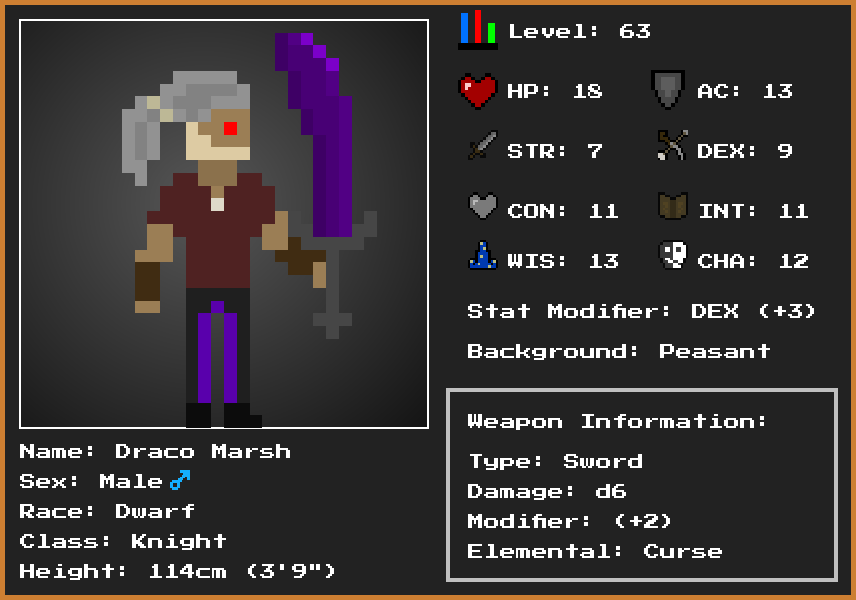 Level: 63
HP: 18
AC: 13
STR: 7
DEX: 9
CON: 11
INT: 11
WIS: 13
CHA: 12
Stat Modifier: DEX (+3)
Background: Peasant
Weapon Information:
Type: Sword
Damage: d6
Modifier: (+2)
Elemental: Curse
Name: Draco Marsh
Sex: Male♂
Race: Dwarf
Class: Knight
Height: 114cm (3'9")